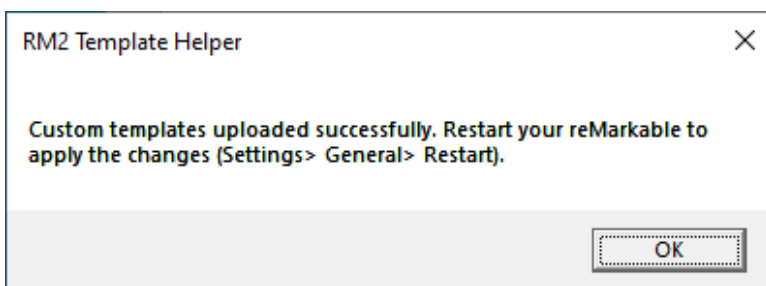 RM2 Template Helper
Custom templates uploaded successfully. Restart your reMarkable to
apply the changes (Settings> General> Restart).
OK